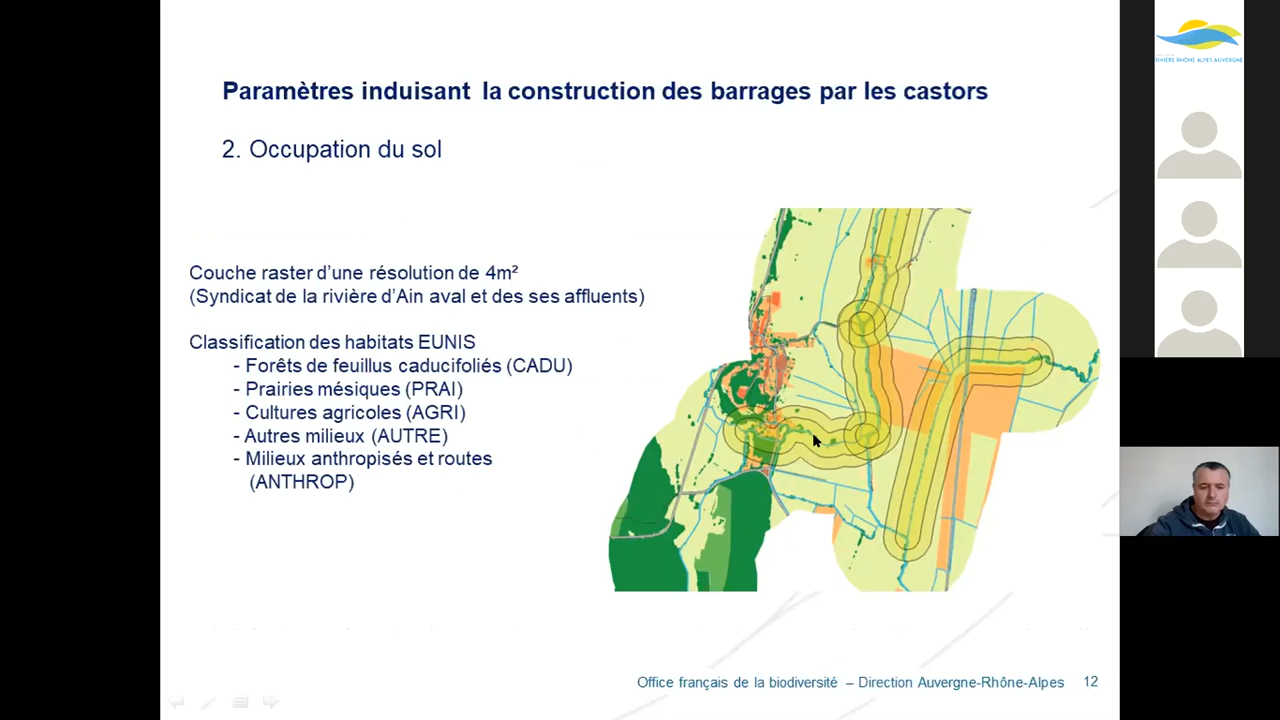 Paramètres induisant la construction des barrages par les castors
2. Occupation du sol
Couche raster d'une résolution de 4m²
(Syndicat de la rivière d'Ain aval et des ses affluents)
Classification des habitats EUNIS
- Forêts de feuillus caducifoliés (CADU)
- Prairies mésiques (PRAI)
- Cultures agricoles (AGRI)
- Autres milieux (AUTRE)
- Milieux anthropisés et routes
(ANTHROP)
Office français de la biodiversité – Direction Auvergne-Rhône-Alpes 12
RIVIÈRE RHÔNE ALPES AUVERGNE